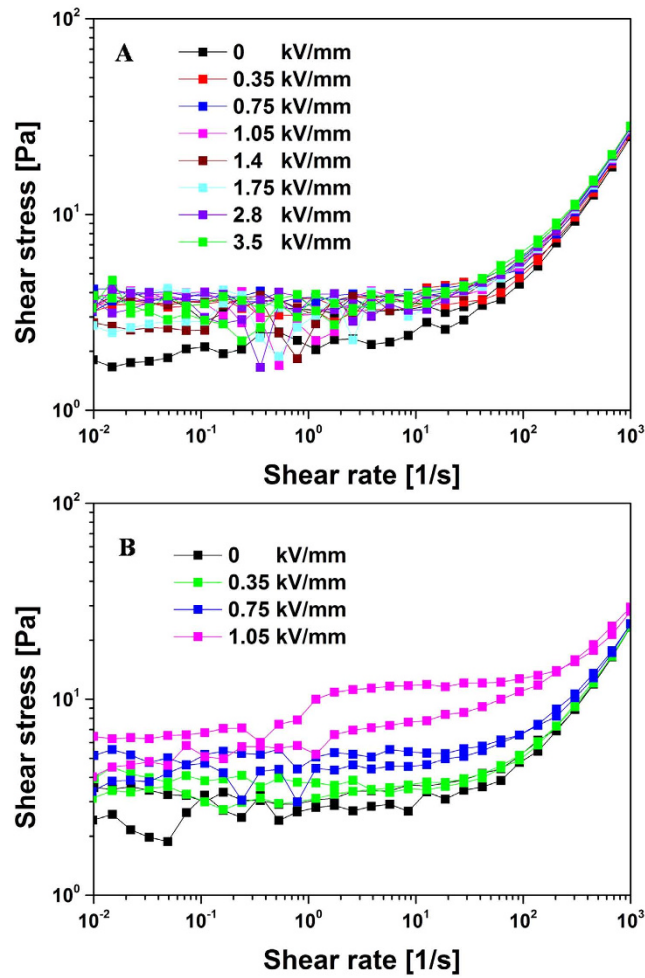 A
0 kV/mm
0.35 kV/mm
0.75 kV/mm
1.05 kV/mm
1.4 kV/mm
1.75 kV/mm
2.8 kV/mm
3.5 kV/mm
Shear stress [Pa]
10²
10¹
10⁰
10⁻² 10⁻¹ 10⁰ 10¹ 10² 10³
Shear rate [1/s]
B
0 kV/mm
0.35 kV/mm
0.75 kV/mm
1.05 kV/mm
Shear stress [Pa]
10²
10¹
10⁰
10⁻² 10⁻¹ 10⁰ 10¹ 10² 10³
Shear rate [1/s]